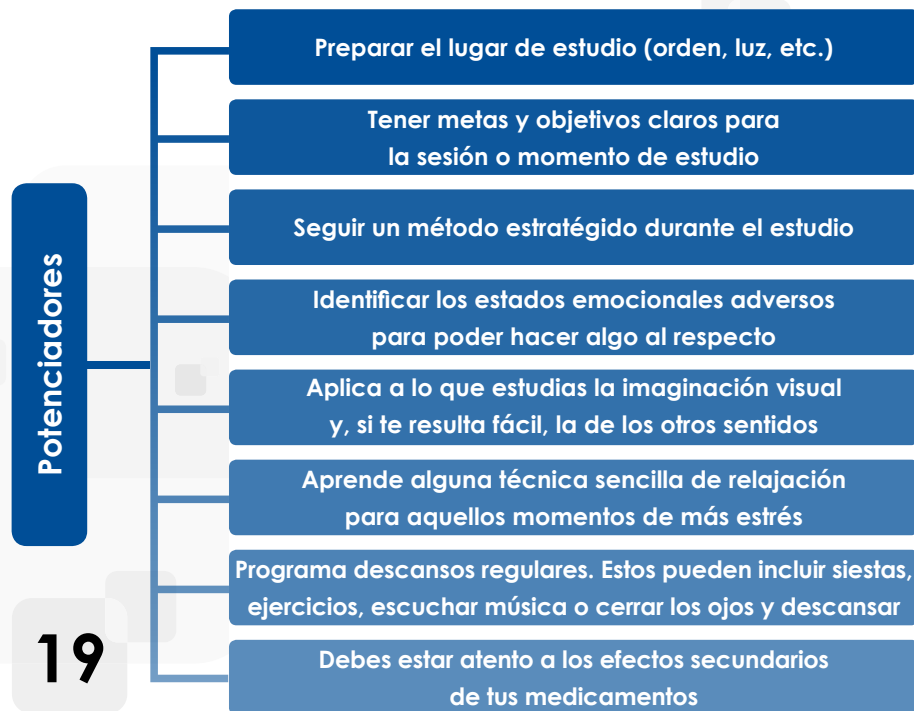 Preparar el lugar de estudio (orden, luz, etc.)
Tener metas y objetivos claros para
la sesión o momento de estudio
Seguir un método estratégido durante el estudio
Identificar los estados emocionales adversos
para poder hacer algo al respecto
Potenciadores
Aplica a lo que estudias la imaginación visual
y, si te resulta fácil, la de los otros sentidos
Aprende alguna técnica sencilla de relajación
para aquellos momentos de más estrés
Programa descansos regulares. Estos pueden incluir siestas,
ejercicios, escuchar música o cerrar los ojos y descansar
Debes estar atento a los efectos secundarios
de tus medicamentos
19